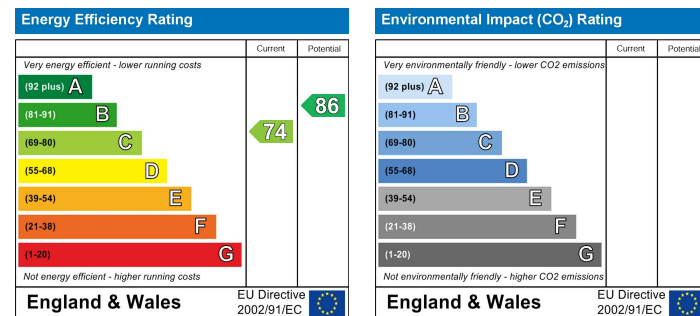 Energy Efficiency Rating
Current
Potential
Very energy efficient - lower running costs
(92 plus) A
(81-91) B
(69-80) C
(55-68) D
(39-54) E
(21-38) F
(1-20) G
74
86
Not energy efficient - higher running costs
England & Wales
EU Directive
2002/91/EC
Environmental Impact (CO₂) Rating
Current
Potential
Very environmentally friendly - lower CO2 emissions
(92 plus) A
(81-91) B
(69-80) C
(55-68) D
(39-54) E
(21-38) F
(1-20) G
Not environmentally friendly - higher CO2 emissions
England & Wales
EU Directive
2002/91/EC